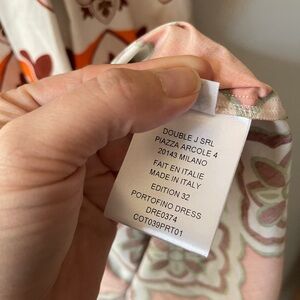 DOUBLE J SRL
PIAZZA ARCOLE 4
20143 MILANO
FAIT EN ITALIE
MADE IN ITALY
EDITION 32
PORTOFINO DRESS
DRE0374
COT039PRT01